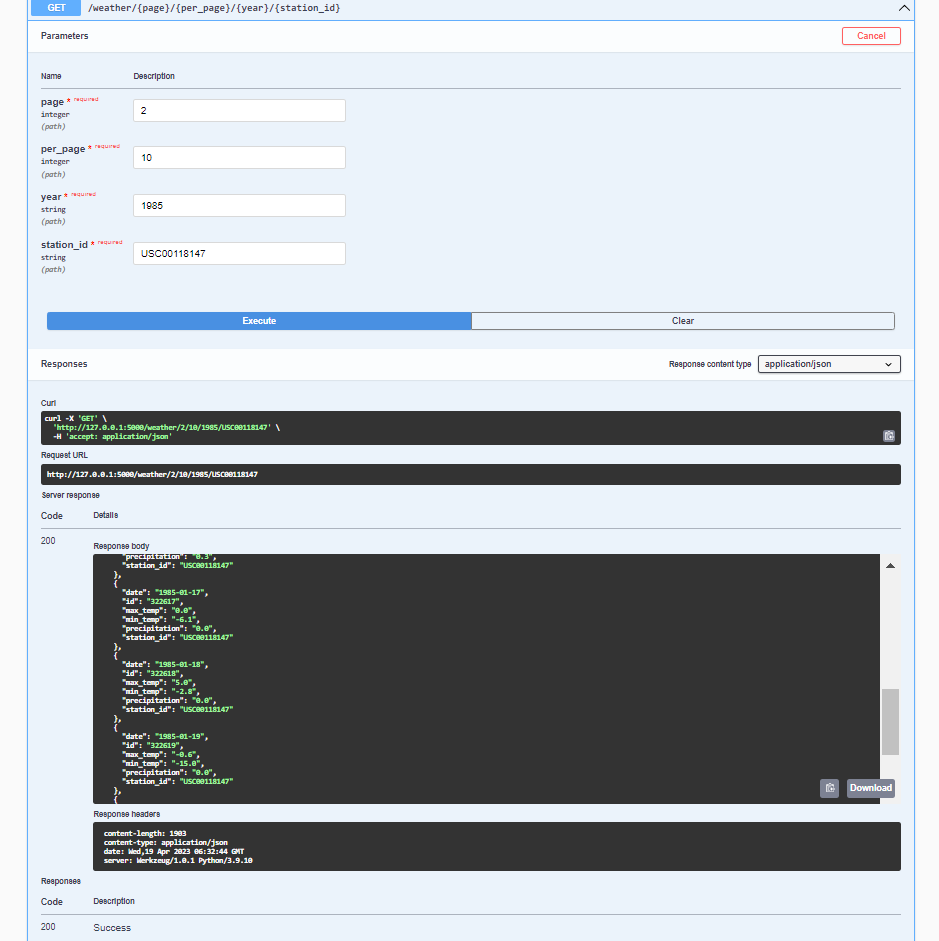 GET /weather/{page}/{per_page}/{year}/{station_id}
Parameters
Cancel
Name Description
page * required
integer
(path)
2
per_page * required
integer
(path)
10
year * required
string
(path)
1985
station_id * required
string
(path)
USC00118147
Execute Clear
Responses
Response content type application/json
Curl
curl -X 'GET' \
'http://127.0.0.1:5000/weather/2/10/1985/USC00118147' \
-H 'accept: application/json'
Request URL
http://127.0.0.1:5000/weather/2/10/1985/USC00118147
Server response
Code Details
200
Response body
"precipitation": "0.3",
"station_id": "USC00118147"
},
{
"date": "1985-01-17",
"id": "322617",
"max_temp": "0.0",
"min_temp": "-6.1",
"precipitation": "0.0",
"station_id": "USC00118147"
},
{
"date": "1985-01-18",
"id": "322618",
"max_temp": "5.0",
"min_temp": "-2.8",
"precipitation": "0.0",
"station_id": "USC00118147"
},
{
"date": "1985-01-19",
"id": "322619",
"max_temp": "-0.6",
"min_temp": "-15.0",
"precipitation": "0.0",
"station_id": "USC00118147"
},
{
Download
Response headers
content-length: 1903
content-type: application/json
date: Wed,19 Apr 2023 06:32:44 GMT
server: Werkzeug/1.0.1 Python/3.9.10
Responses
Code Description
200 Success